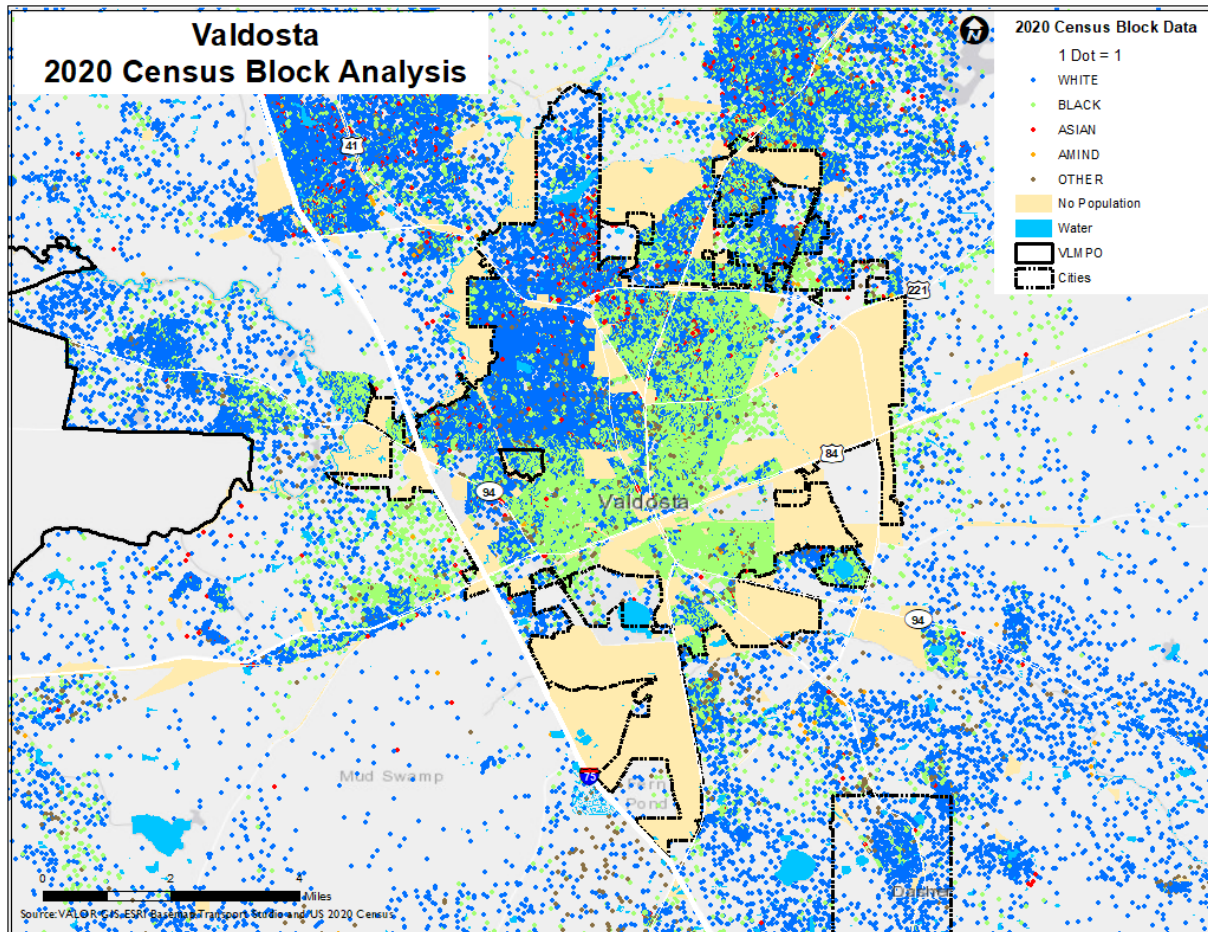 Valdosta
2020 Census Block Analysis
N
2020 Census Block Data
1 Dot = 1
WHITE
BLACK
ASIAN
AMIND
OTHER
No Population
Water
VLMPO
Cities
41
221
84
94
Valdosta
94
Mud Swamp
75
Pond
Dasher
0 2 4
Miles
Source: VALOR GIS, ESRI Basemap Transport Studio and US 2020 Census